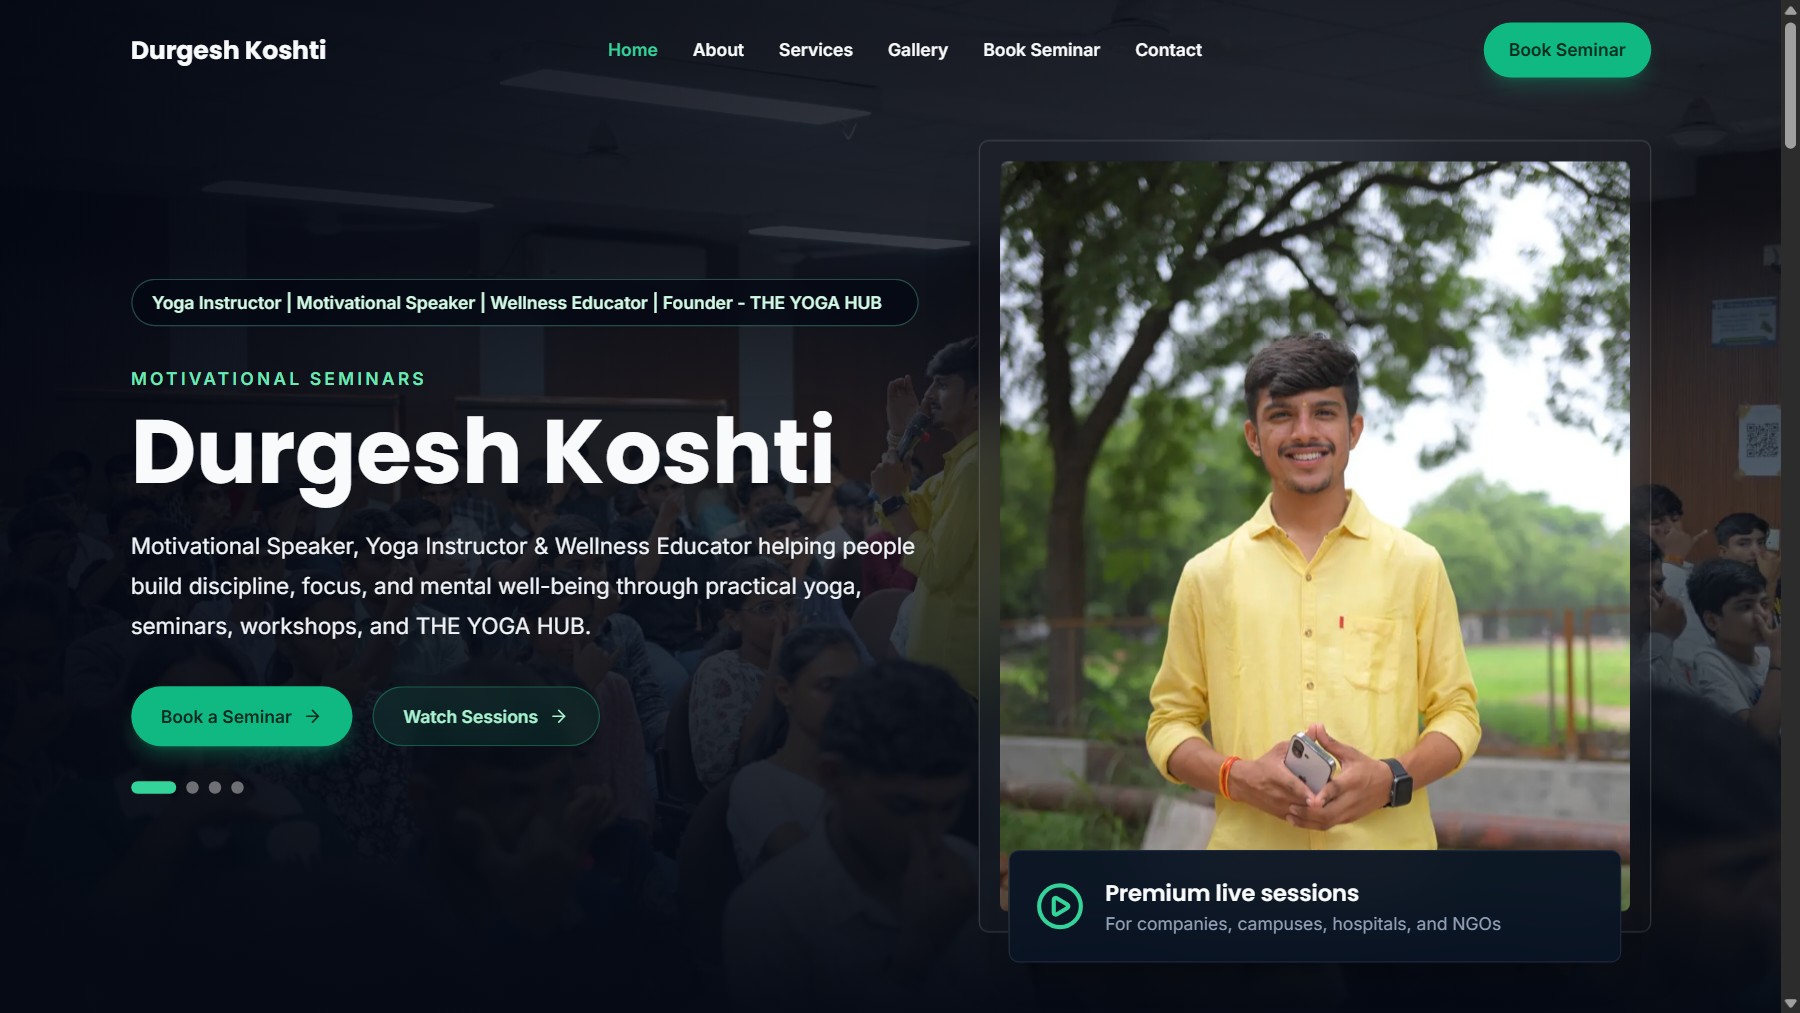 Durgesh Koshti
Home
About
Services
Gallery
Book Seminar
Contact
Book Seminar
Yoga Instructor | Motivational Speaker | Wellness Educator | Founder - THE YOGA HUB
MOTIVATIONAL SEMINARS
Durgesh Koshti
Motivational Speaker, Yoga Instructor & Wellness Educator helping people
build discipline, focus, and mental well-being through practical yoga,
seminars, workshops, and THE YOGA HUB.
Book a Seminar
Watch Sessions
Premium live sessions
For companies, campuses, hospitals, and NGOs